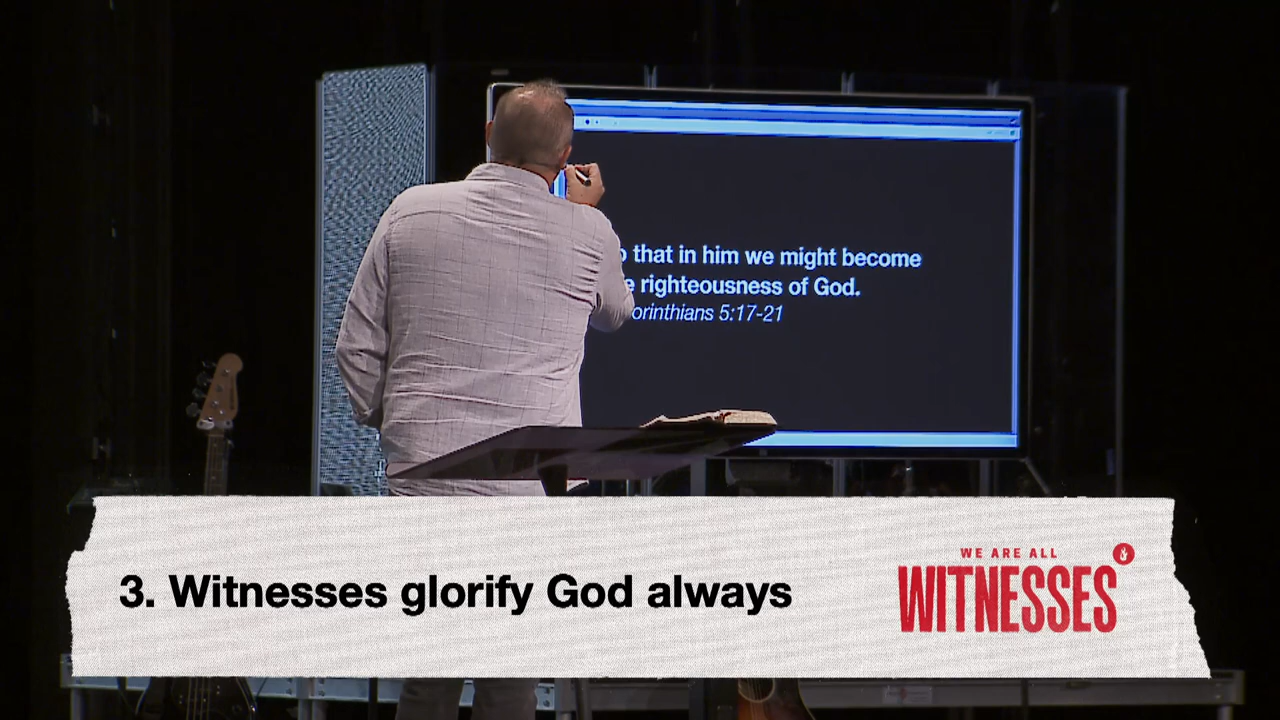 that in him we might become
righteousness of God.
orinthians 5:17-21
3. Witnesses glorify God always
WE ARE ALL
WITNESSES